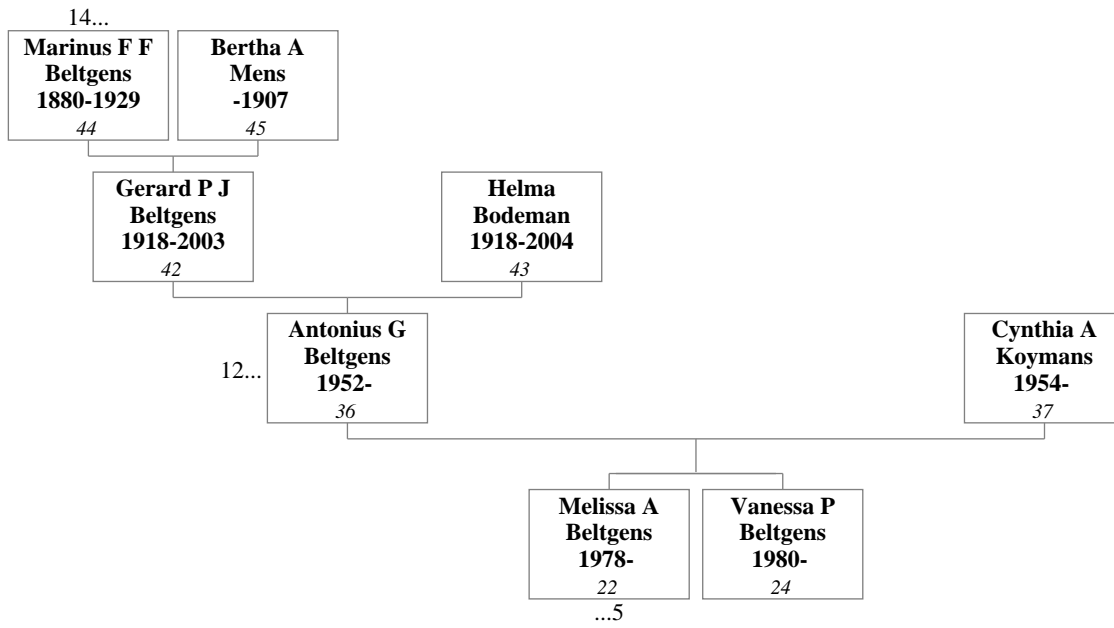 14...
Marinus F F
Beltgens
1880-1929
44
Bertha A
Mens
-1907
45
Gerard P J
Beltgens
1918-2003
42
Helma
Bodeman
1918-2004
43
12...
Antonius G
Beltgens
1952-
36
Cynthia A
Koymans
1954-
37
Melissa A
Beltgens
1978-
22
...5
Vanessa P
Beltgens
1980-
24